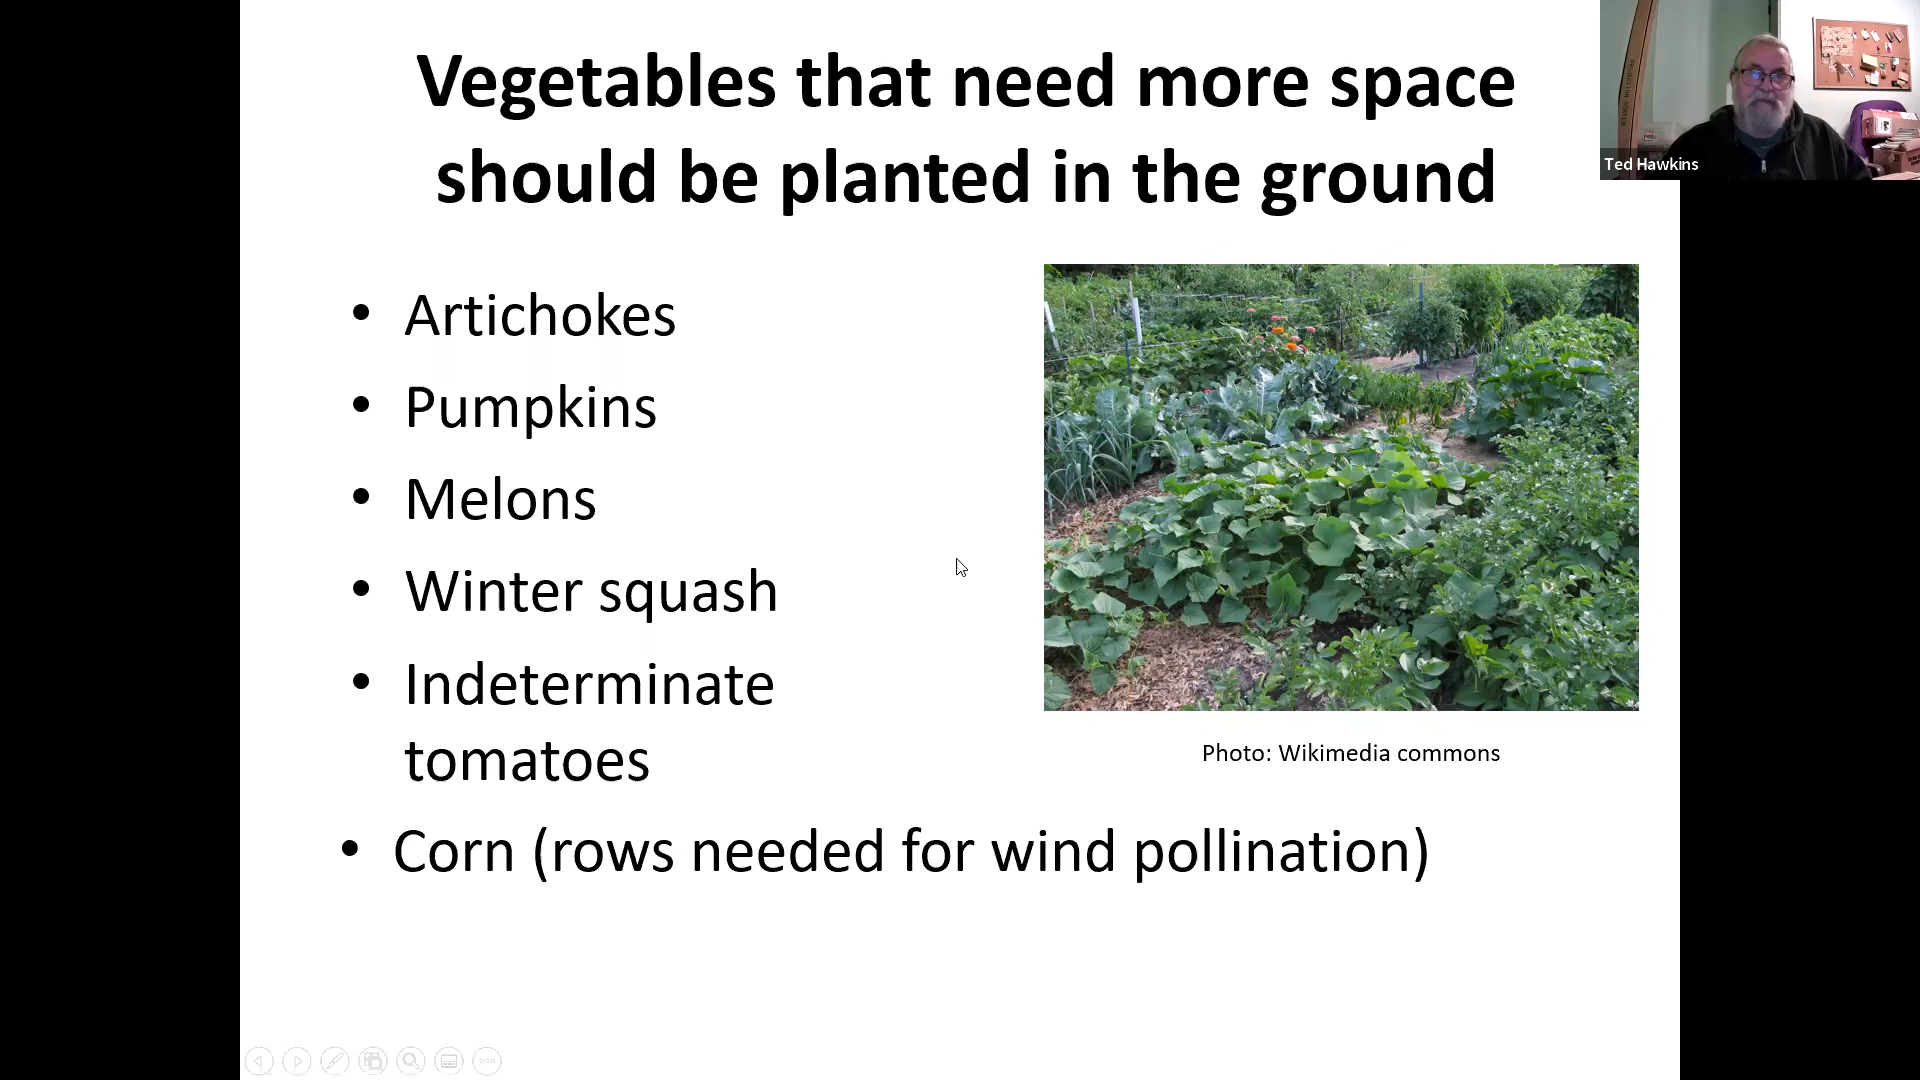 Vegetables that need more space
should be planted in the ground
Ted Hawkins
• Artichokes
• Pumpkins
• Melons
• Winter squash
• Indeterminate
tomatoes
• Corn (rows needed for wind pollination)
Photo: Wikimedia commons